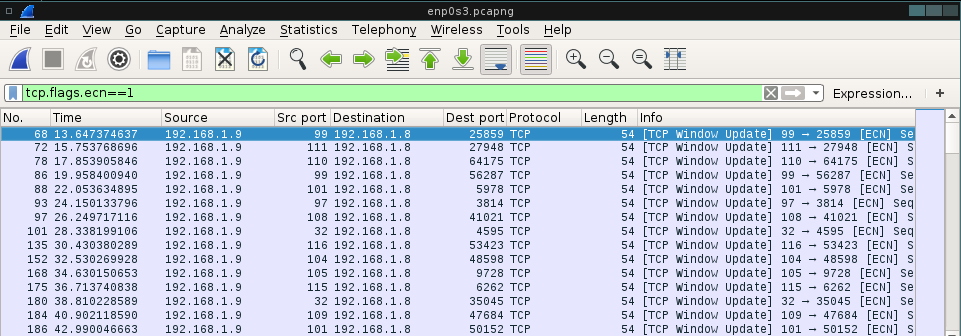 enp0s3.pcapng
File Edit View Go Capture Analyze Statistics Telephony Wireless Tools Help
tcp.flags.ecn==1 Expression... +
No. Time Source Src port Destination Dest port Protocol Length Info
68 13.647374637 192.168.1.9 99 192.168.1.8 25859 TCP 54 [TCP Window Update] 99 → 25859 [ECN] Se
72 15.753768696 192.168.1.9 111 192.168.1.8 27948 TCP 54 [TCP Window Update] 111 → 27948 [ECN] S
78 17.853905846 192.168.1.9 110 192.168.1.8 64175 TCP 54 [TCP Window Update] 110 → 64175 [ECN] S
86 19.958400940 192.168.1.9 99 192.168.1.8 56287 TCP 54 [TCP Window Update] 99 → 56287 [ECN] Se
88 22.053634895 192.168.1.9 101 192.168.1.8 5978 TCP 54 [TCP Window Update] 101 → 5978 [ECN] Se
93 24.150133796 192.168.1.9 97 192.168.1.8 3814 TCP 54 [TCP Window Update] 97 → 3814 [ECN] Seq
97 26.249717116 192.168.1.9 108 192.168.1.8 41021 TCP 54 [TCP Window Update] 108 → 41021 [ECN] S
101 28.338199106 192.168.1.9 32 192.168.1.8 4595 TCP 54 [TCP Window Update] 32 → 4595 [ECN] Seq
135 30.430380289 192.168.1.9 116 192.168.1.8 53423 TCP 54 [TCP Window Update] 116 → 53423 [ECN] S
152 32.530269928 192.168.1.9 104 192.168.1.8 48598 TCP 54 [TCP Window Update] 104 → 48598 [ECN] S
168 34.630150653 192.168.1.9 105 192.168.1.8 9728 TCP 54 [TCP Window Update] 105 → 9728 [ECN] Se
175 36.713740838 192.168.1.9 115 192.168.1.8 6262 TCP 54 [TCP Window Update] 115 → 6262 [ECN] Se
180 38.810228589 192.168.1.9 32 192.168.1.8 35045 TCP 54 [TCP Window Update] 32 → 35045 [ECN] Se
184 40.902118590 192.168.1.9 109 192.168.1.8 47684 TCP 54 [TCP Window Update] 109 → 47684 [ECN] S
186 42.990046663 192.168.1.9 101 192.168.1.8 50152 TCP 54 [TCP Window Update] 101 → 50152 [ECN] S